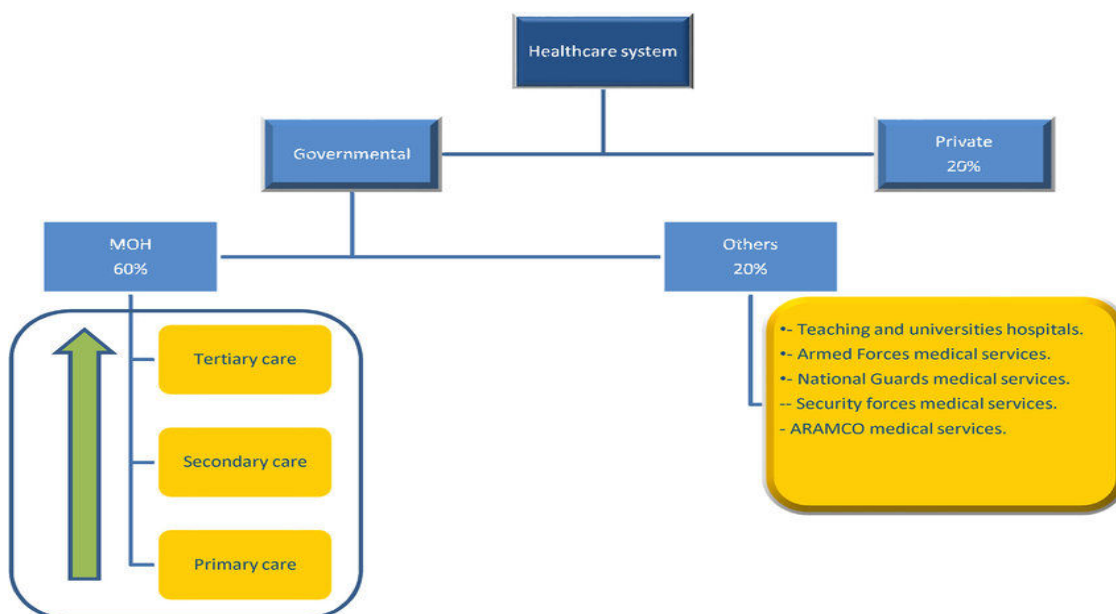 Healthcare system
Governmental
Private
20%
MOH
60%
Others
20%
Tertiary care
Secondary care
Primary care
•- Teaching and universities hospitals.
•- Armed Forces medical services.
•- National Guards medical services.
-- Security forces medical services.
- ARAMCO medical services.